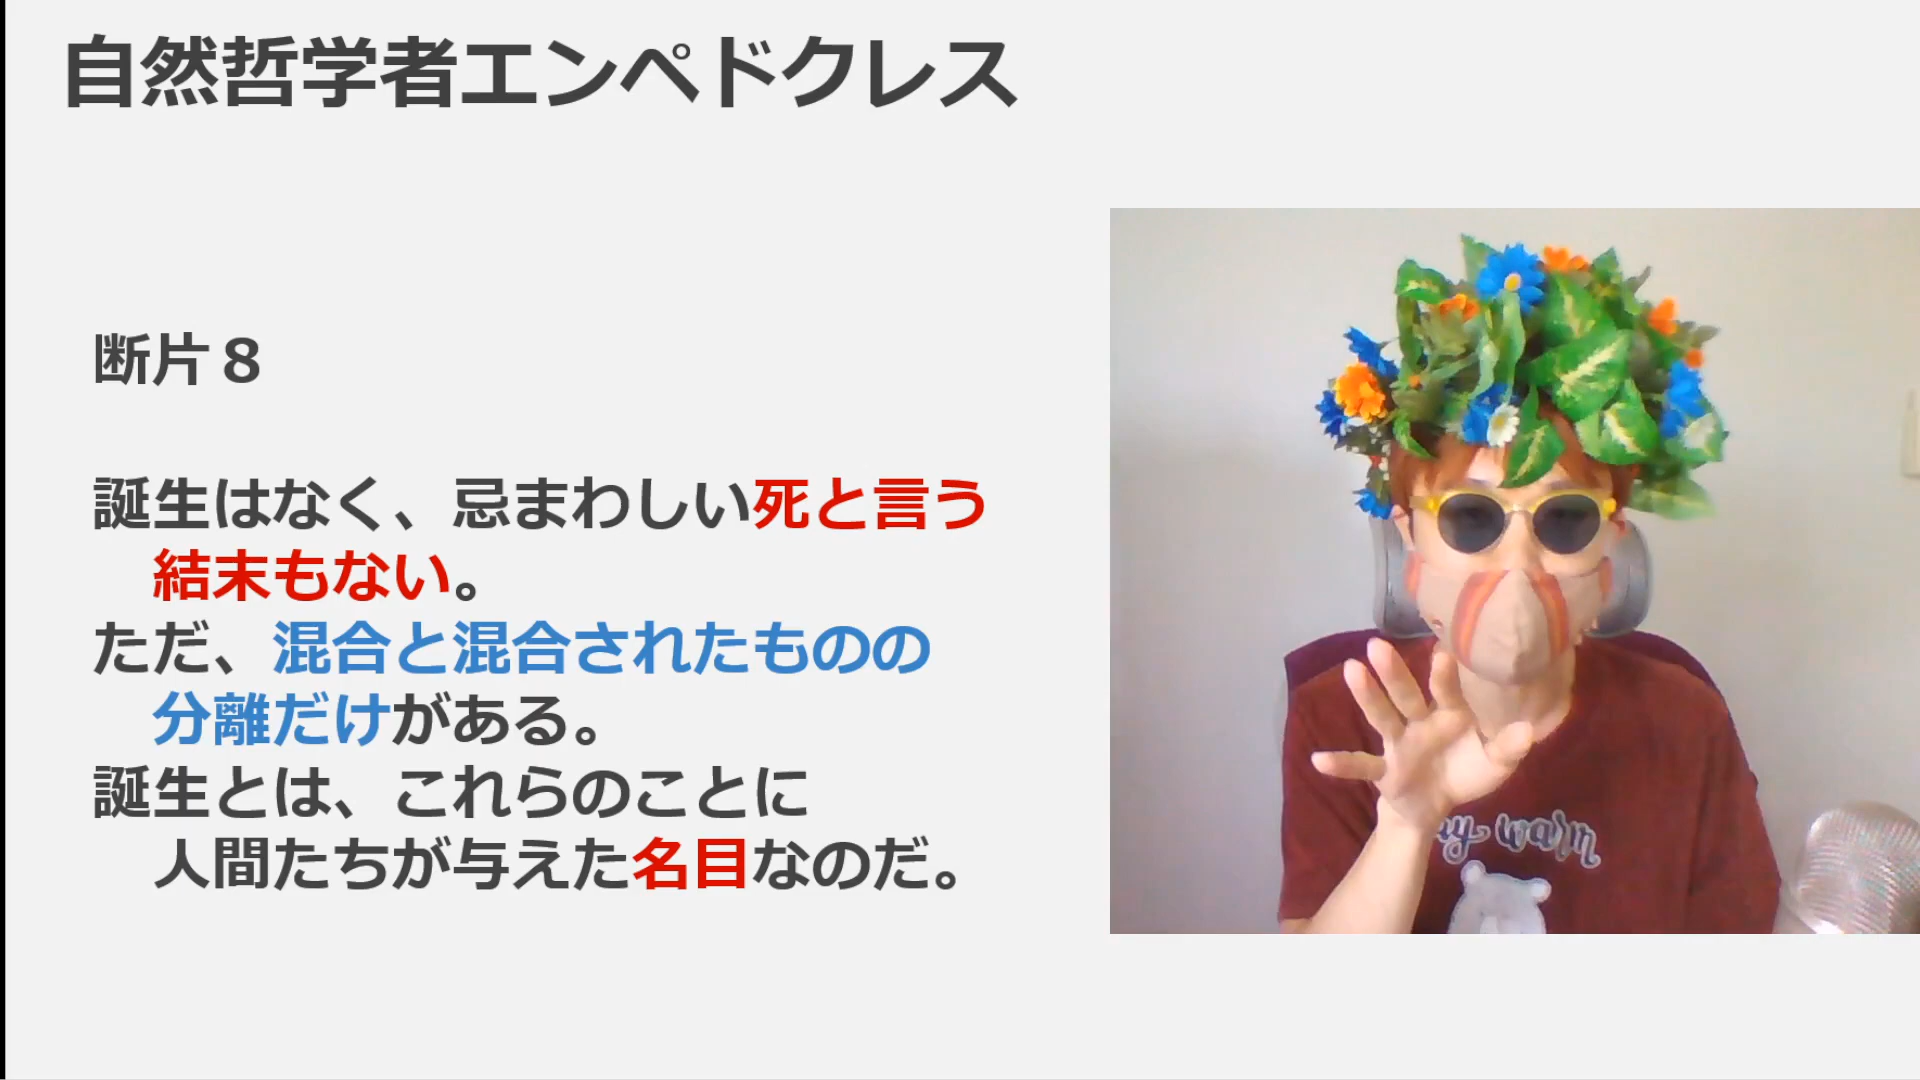 自然哲学者エンペドクレス
断片８
誕生はなく、忌まわしい死と言う
結末もない。
ただ、混合と混合されたものの
分離だけがある。
誕生とは、これらのことに
人間たちが与えた名目なのだ。
warm